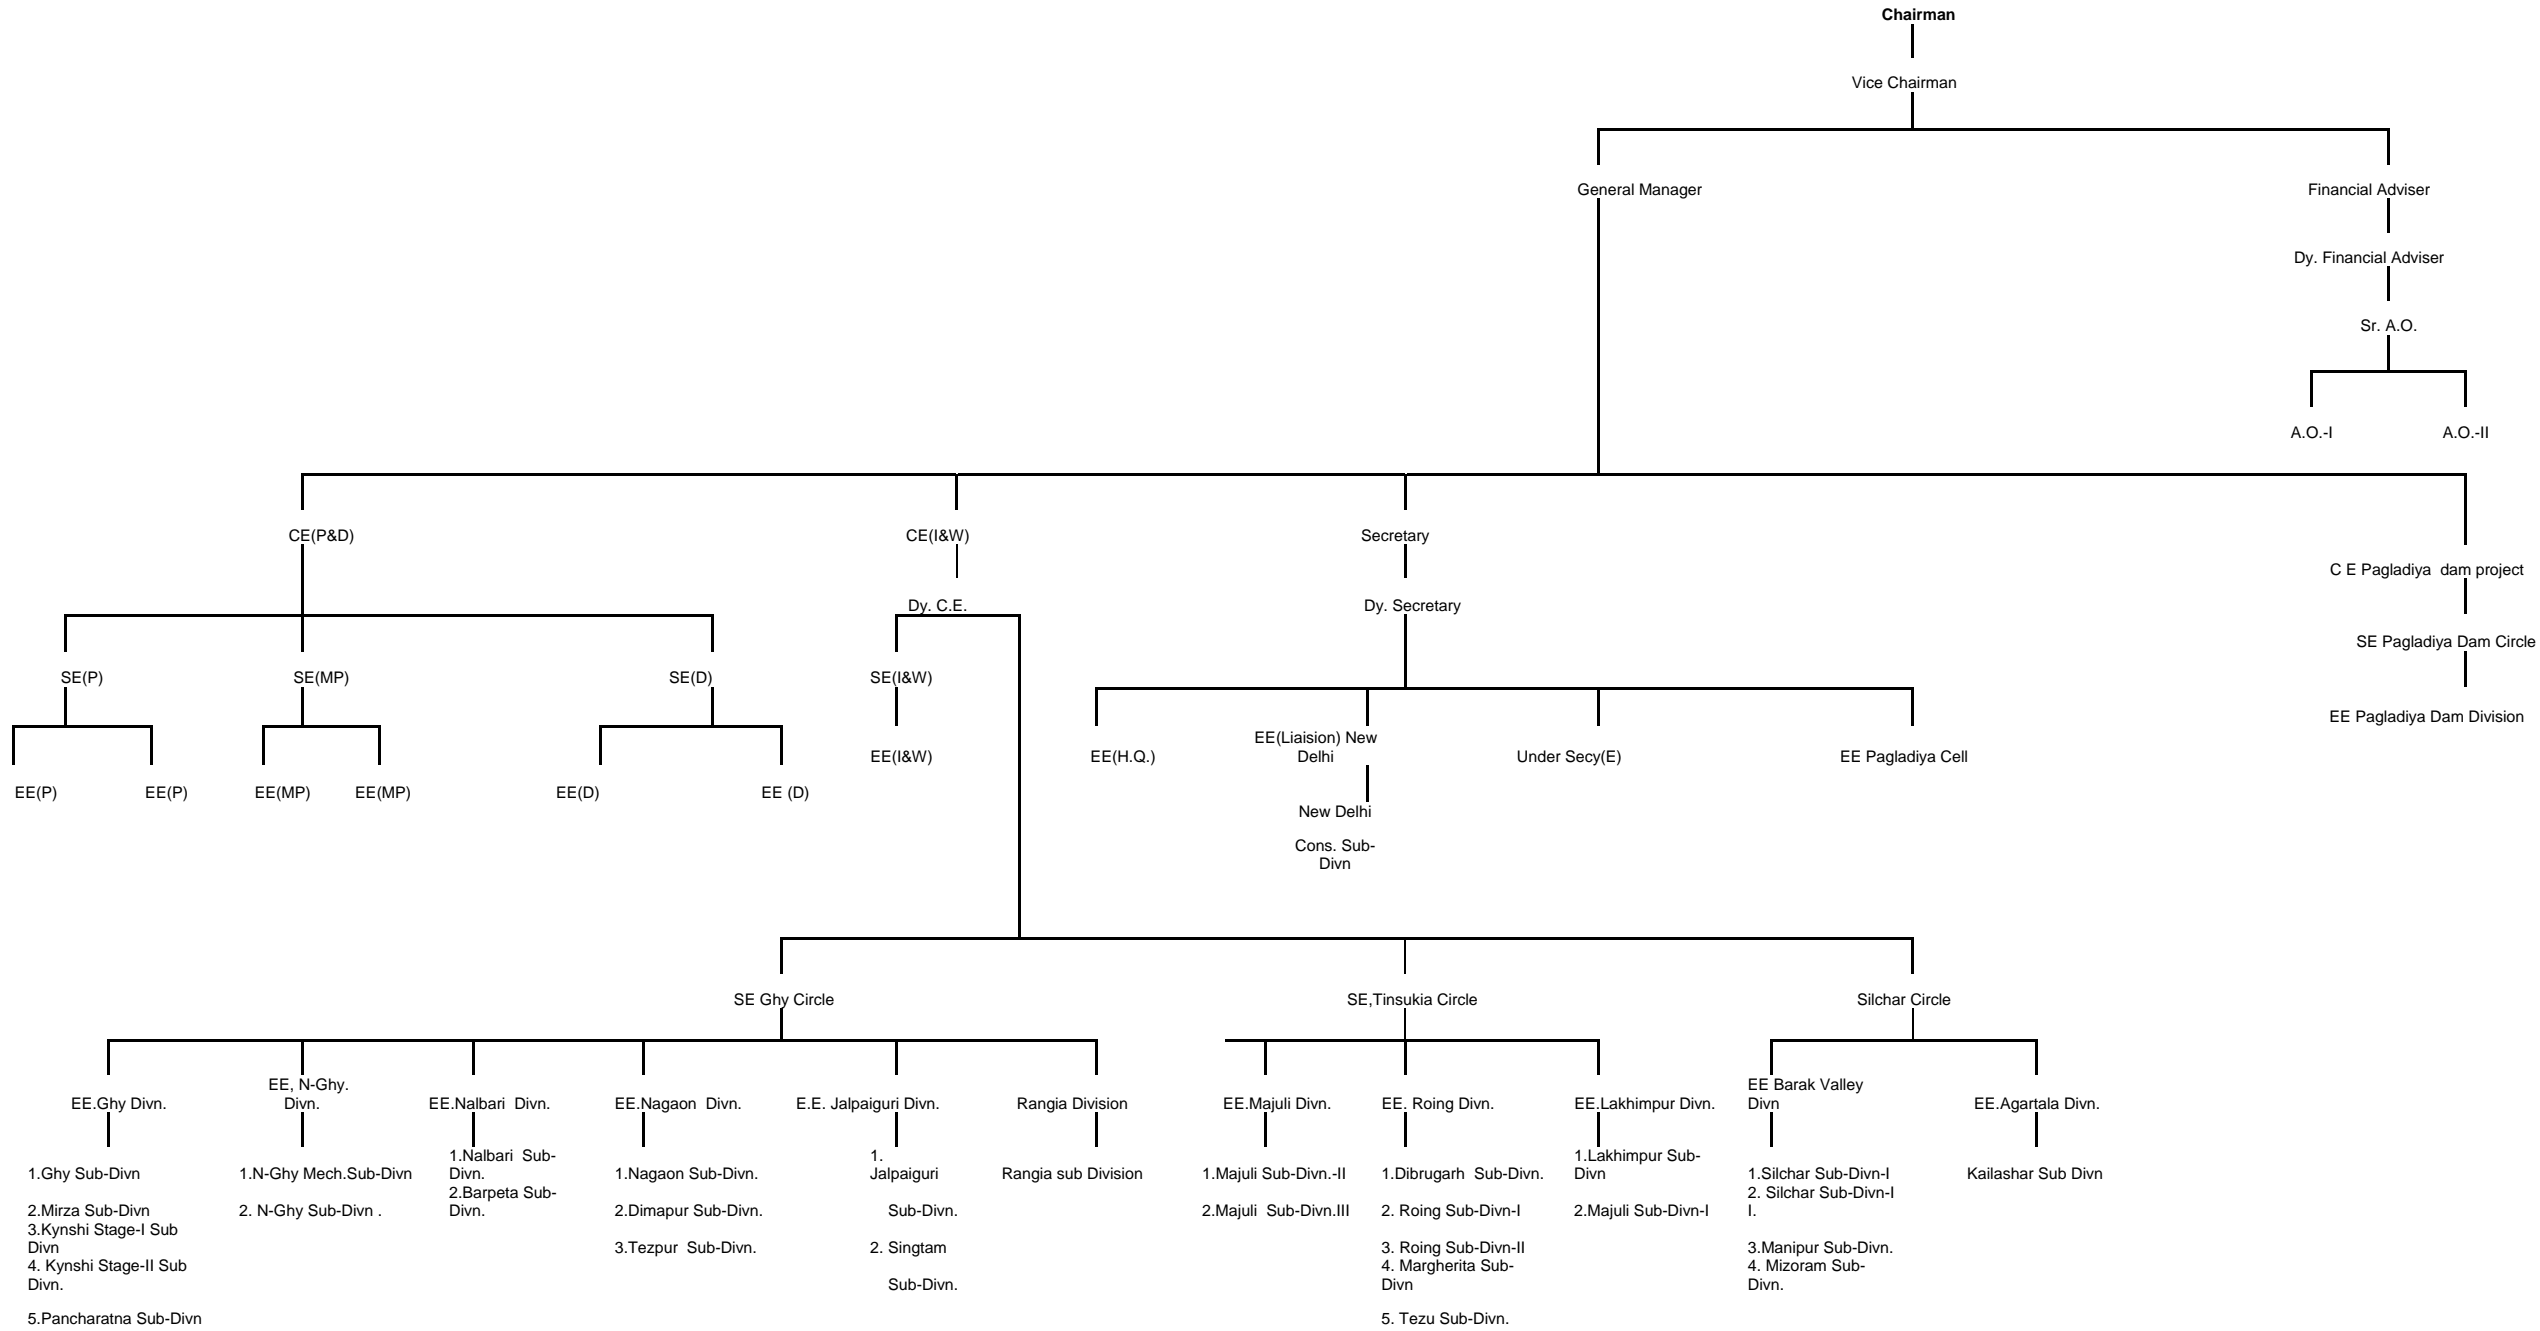 Chairman
Vice Chairman
General Manager
Financial Adviser
Dy. Financial Adviser
Sr. A.O.
A.O.-I
A.O.-II
CE(P&D)
CE(I&W)
Secretary
C E Pagladiya  dam project
Dy. C.E.
Dy. Secretary
SE Pagladiya Dam Circle
SE(P)
SE(MP)
SE(D)
SE(I&W)
EE Pagladiya Dam Division
EE(I&W)
EE(H.Q.)
EE(Liaision) New
Delhi
Under Secy(E)
EE Pagladiya Cell
EE(P)
EE(P)
EE(MP)
EE(MP)
EE(D)
EE (D)
New Delhi
Cons. Sub-
Divn
SE Ghy Circle
SE,Tinsukia Circle
Silchar Circle
EE.Ghy Divn.
EE, N-Ghy.
Divn.
EE.Nalbari  Divn.
EE.Nagaon  Divn.
E.E. Jalpaiguri Divn.
Rangia Division
EE.Majuli Divn.
EE. Roing Divn.
EE.Lakhimpur Divn.
EE Barak Valley
Divn
EE.Agartala Divn.
1.Ghy Sub-Divn
2.Mirza Sub-Divn
3.Kynshi Stage-I Sub
Divn
4. Kynshi Stage-II Sub
Divn.
5.Pancharatna Sub-Divn
1.N-Ghy Mech.Sub-Divn
2. N-Ghy Sub-Divn .
1.Nalbari  Sub-
Divn.
2.Barpeta Sub-
Divn.
1.Nagaon Sub-Divn.
2.Dimapur Sub-Divn.
3.Tezpur  Sub-Divn.
1.
Jalpaiguri
Sub-Divn.
2. Singtam
Sub-Divn.
Rangia sub Division
1.Majuli Sub-Divn.-II
2.Majuli  Sub-Divn.III
1.Dibrugarh  Sub-Divn.
2. Roing Sub-Divn-I
3. Roing Sub-Divn-II
4. Margherita Sub-
Divn
5. Tezu Sub-Divn.
1.Lakhimpur Sub-
Divn
2.Majuli Sub-Divn-I
1.Silchar Sub-Divn-I
2. Silchar Sub-Divn-I
I.
3.Manipur Sub-Divn.
4. Mizoram Sub-
Divn.
Kailashar Sub Divn